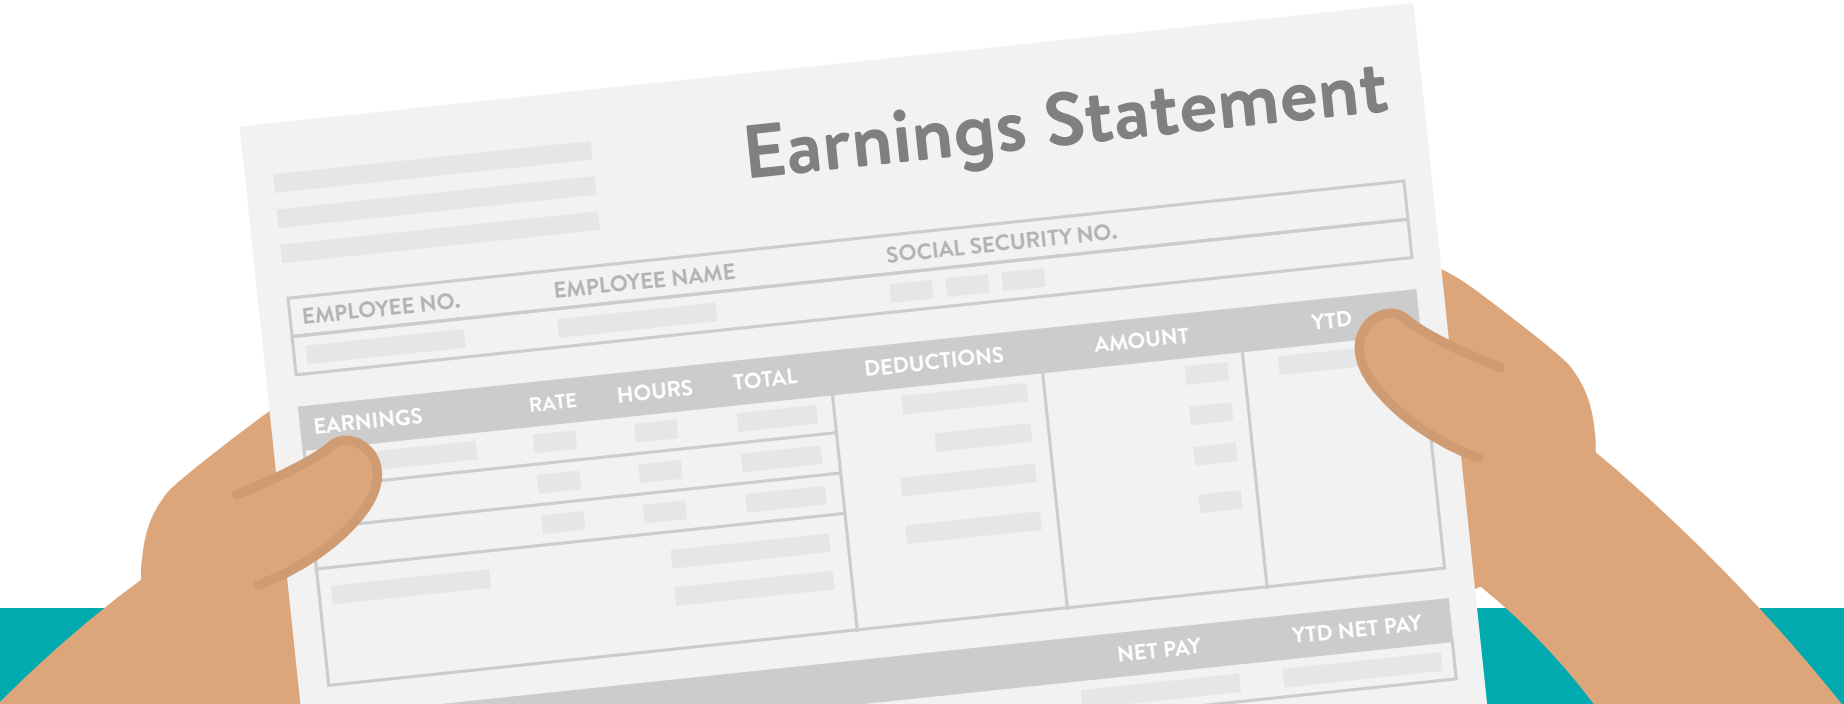 Earnings Statement
EMPLOYEE NO. EMPLOYEE NAME SOCIAL SECURITY NO.
EARNINGS RATE HOURS TOTAL DEDUCTIONS AMOUNT YTD
NET PAY YTD NET PAY